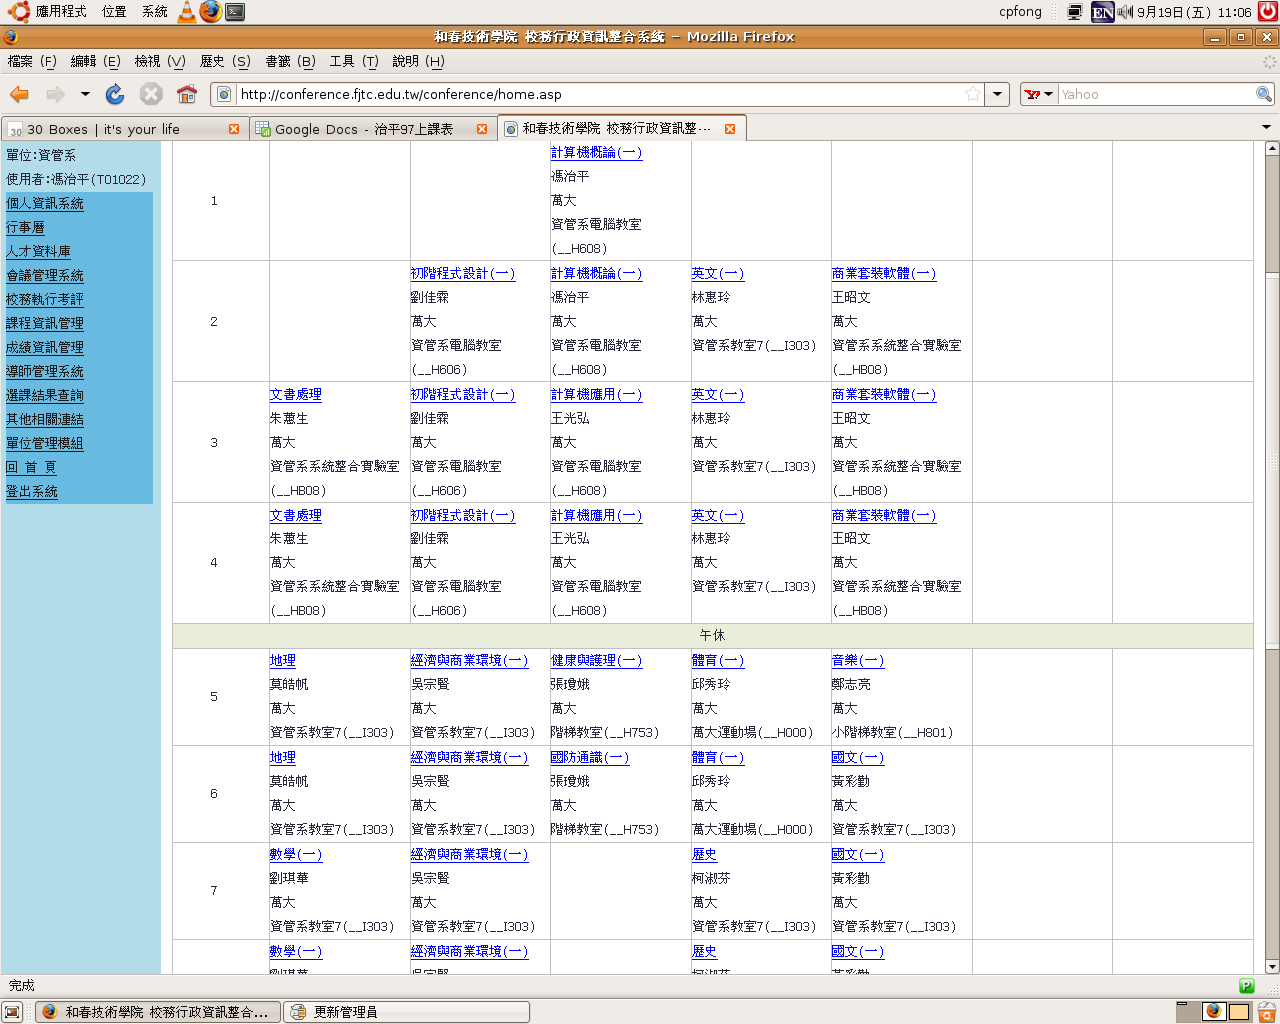 應用程式 位置 系統 cpfong EN 9月19日(五) 11:06
和春技術學院 校務行政資訊整合系統 – Mozilla Firefox
檔案 (F) 編輯 (E) 檢視 (V) 歷史 (S) 書籤 (B) 工具 (T) 說明 (H)
http://conference.fjtc.edu.tw/conference/home.asp Yahoo
30 30 Boxes | it's your life Google Docs - 治平97上課表 和春技術學院 校務行政資訊整...
單位:資管系
使用者:馮治平(T01022)
個人資訊系統
行事曆
人才資料庫
會議管理系統
校務執行考評
課程資訊管理
成績資訊管理
導師管理系統
選課結果查詢
其他相關連結
單位管理模組
回 首 頁
登出系統
1
計算機概論(一)
馮治平
萬大
資管系電腦教室
(__H608)
2
初階程式設計(一) 計算機概論(一) 英文(一) 商業套裝軟體(一)
劉佳霖 馮治平 林惠玲 王昭文
萬大 萬大 萬大 萬大
資管系電腦教室 資管系電腦教室 資管系教室7(__I303) 資管系系統整合實驗室
(__H606) (__H608) (__HB08)
3
文書處理 初階程式設計(一) 計算機應用(一) 英文(一) 商業套裝軟體(一)
朱蕙生 劉佳霖 王光弘 林惠玲 王昭文
萬大 萬大 萬大 萬大 萬大
資管系系統整合實驗室 資管系電腦教室 資管系電腦教室 資管系教室7(__I303) 資管系系統整合實驗室
(__HB08) (__H606) (__H608) (__HB08)
4
文書處理 初階程式設計(一) 計算機應用(一) 英文(一) 商業套裝軟體(一)
朱蕙生 劉佳霖 王光弘 林惠玲 王昭文
萬大 萬大 萬大 萬大 萬大
資管系系統整合實驗室 資管系電腦教室 資管系電腦教室 資管系教室7(__I303) 資管系系統整合實驗室
(__HB08) (__H606) (__H608) (__HB08)
午休
5
地理 經濟與商業環境(一) 健康與護理(一) 體育(一) 音樂(一)
莫皓帆 吳宗賢 張瓊娥 邱秀玲 鄭志亮
萬大 萬大 萬大 萬大 萬大
資管系教室7(__I303) 資管系教室7(__I303) 階梯教室(__H753) 萬大運動場(__H000) 小階梯教室(__H801)
6
地理 經濟與商業環境(一) 國防通識(一) 體育(一) 國文(一)
莫皓帆 吳宗賢 張瓊娥 邱秀玲 黃彩勤
萬大 萬大 萬大 萬大 萬大
資管系教室7(__I303) 資管系教室7(__I303) 階梯教室(__H753) 萬大運動場(__H000) 資管系教室7(__I303)
7
數學(一) 經濟與商業環境(一) 歷史 國文(一)
劉琪華 吳宗賢 柯淑芬 黃彩勤
萬大 萬大 萬大 萬大
資管系教室7(__I303) 資管系教室7(__I303) 資管系教室7(__I303) 資管系教室7(__I303)
數學(一) 經濟與商業環境(一) 歷史 國文(一)
劉琪華 吳宗賢 柯淑芬 黃彩勤
完成
和春技術學院 校務行政資訊整合... 更新管理員